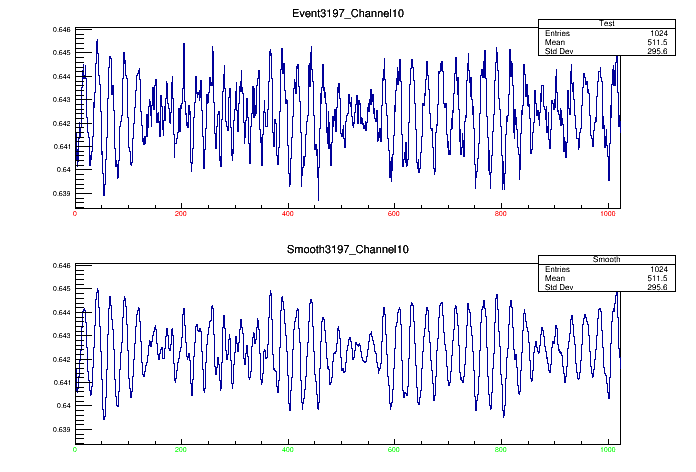 Event3197_Channel10
Test
Entries 1024
Mean 511.5
Std Dev 295.6
0.646
0.645
0.644
0.643
0.642
0.641
0.64
0.639
0 200 400 600 800 1000
Smooth3197_Channel10
Smooth
Entries 1024
Mean 511.5
Std Dev 295.6
0.646
0.645
0.644
0.643
0.642
0.641
0.64
0.639
0 200 400 600 800 1000